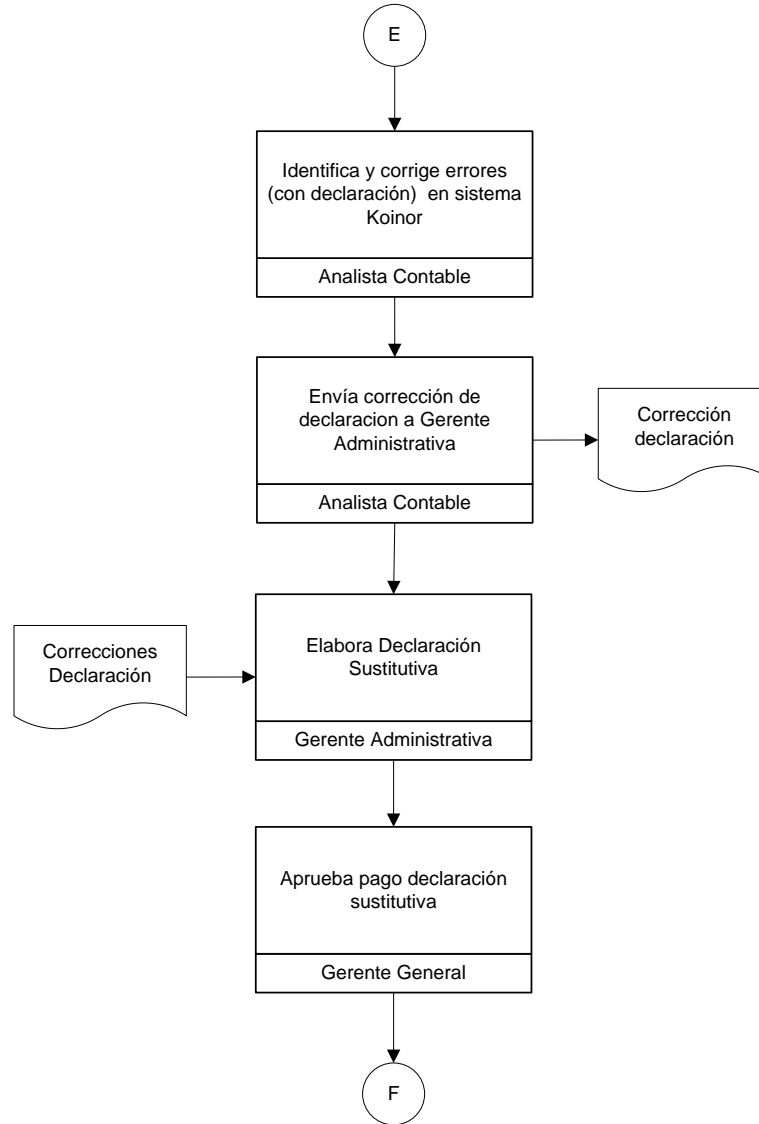 E
Identifica y corrige errores
(con declaración)  en sistema
Koinor
Analista Contable
Envía corrección de
declaracion a Gerente
Administrativa
Analista Contable
Corrección
declaración
Correcciones
Declaración
Elabora Declaración
Sustitutiva
Gerente Administrativa
Aprueba pago declaración
sustitutiva
Gerente General
F